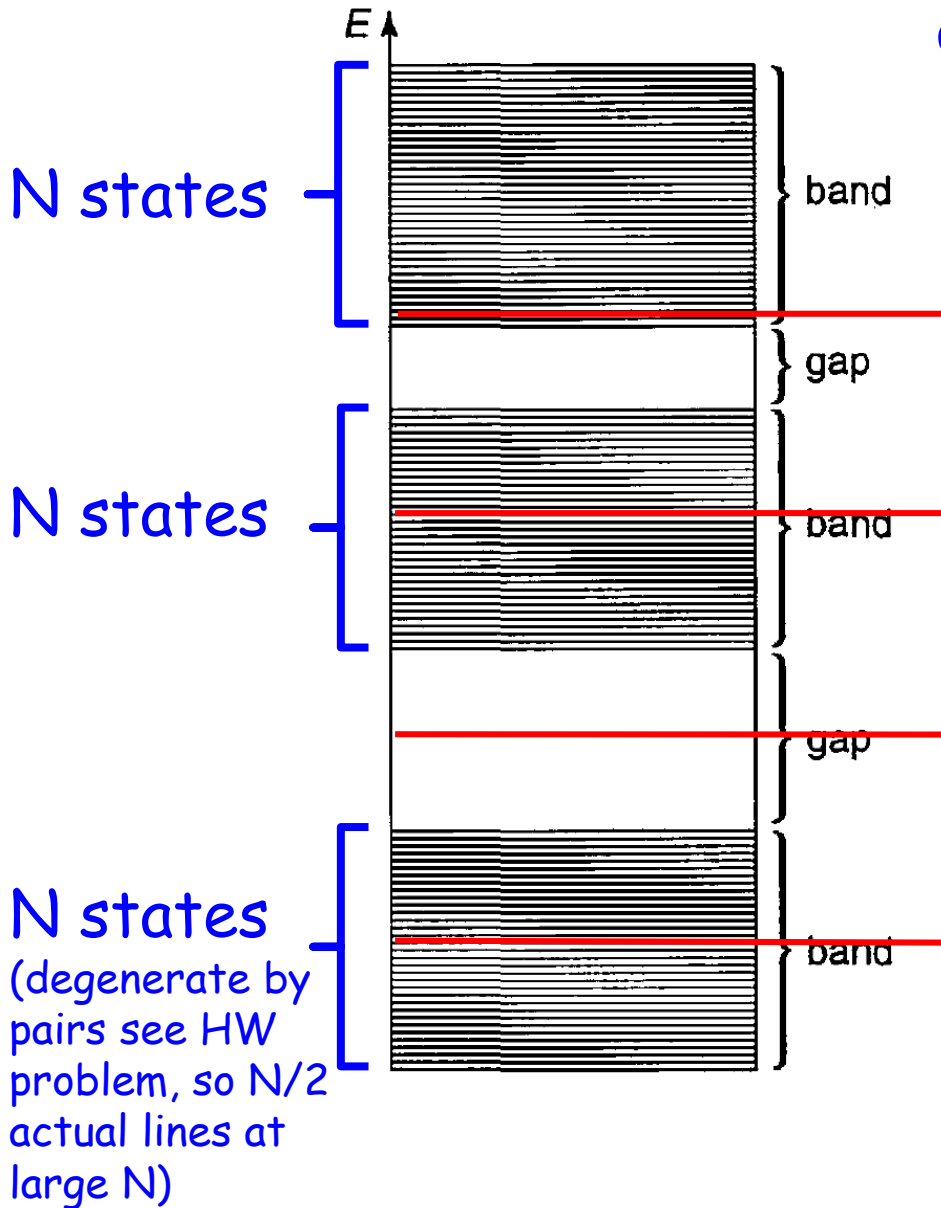 E
N states
band
gap
N states
band
gap
N states
(degenerate by
pairs see HW
problem, so N/2
actual lines at
large N)
band